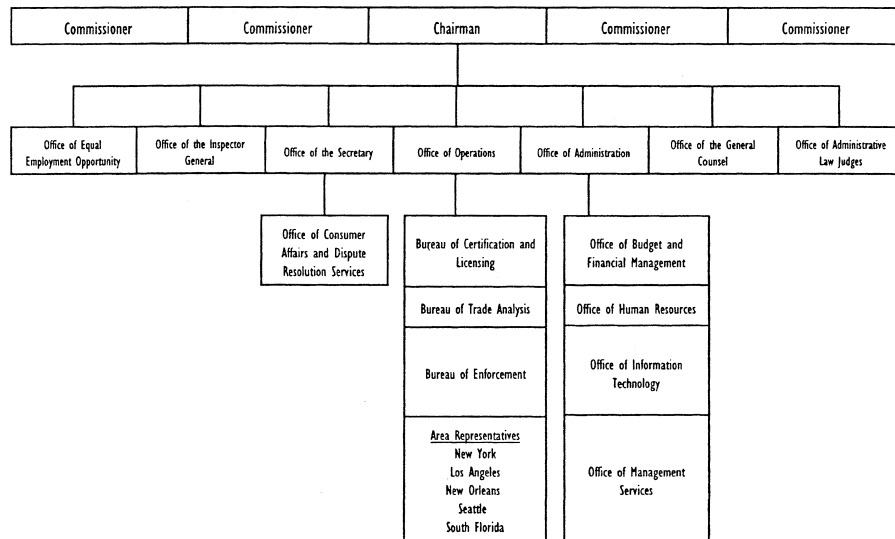 Commissioner
Commissioner
Chairman
Commissioner
Commissioner
Office of Equal
Employment Opportunity
Office of the Inspector
General
Office of the Secretary
Office of Operations
Office of Administration
Office of the General
Counsel
Office of Administrative
Law Judges
Office of Consumer
Affairs and Dispute
Resolution Services
Bureau of Certification and
Licensing
Bureau of Trade Analysis
Bureau of Enforcement
Area Representatives
New York
Los Angeles
New Orleans
Seattle
South Florida
Office of Budget and
Financial Management
Office of Human Resources
Office of Information
Technology
Office of Management
Services